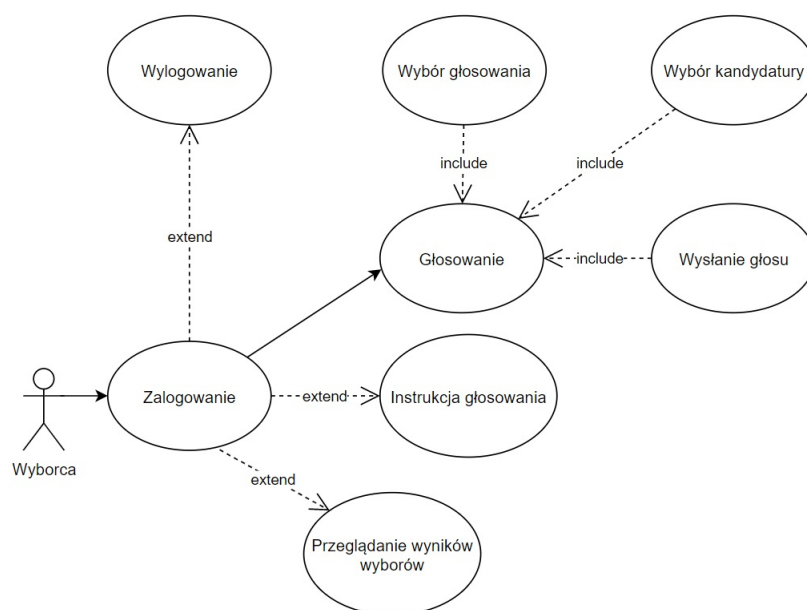 Wylogowanie
Wybór głosowania
Wybór kandydatury
include
include
extend
Głosowanie
include
Wysłanie głosu
Zalogowanie
extend
Instrukcja głosowania
Wyborca
extend
Przeglądanie wyników
wyborów